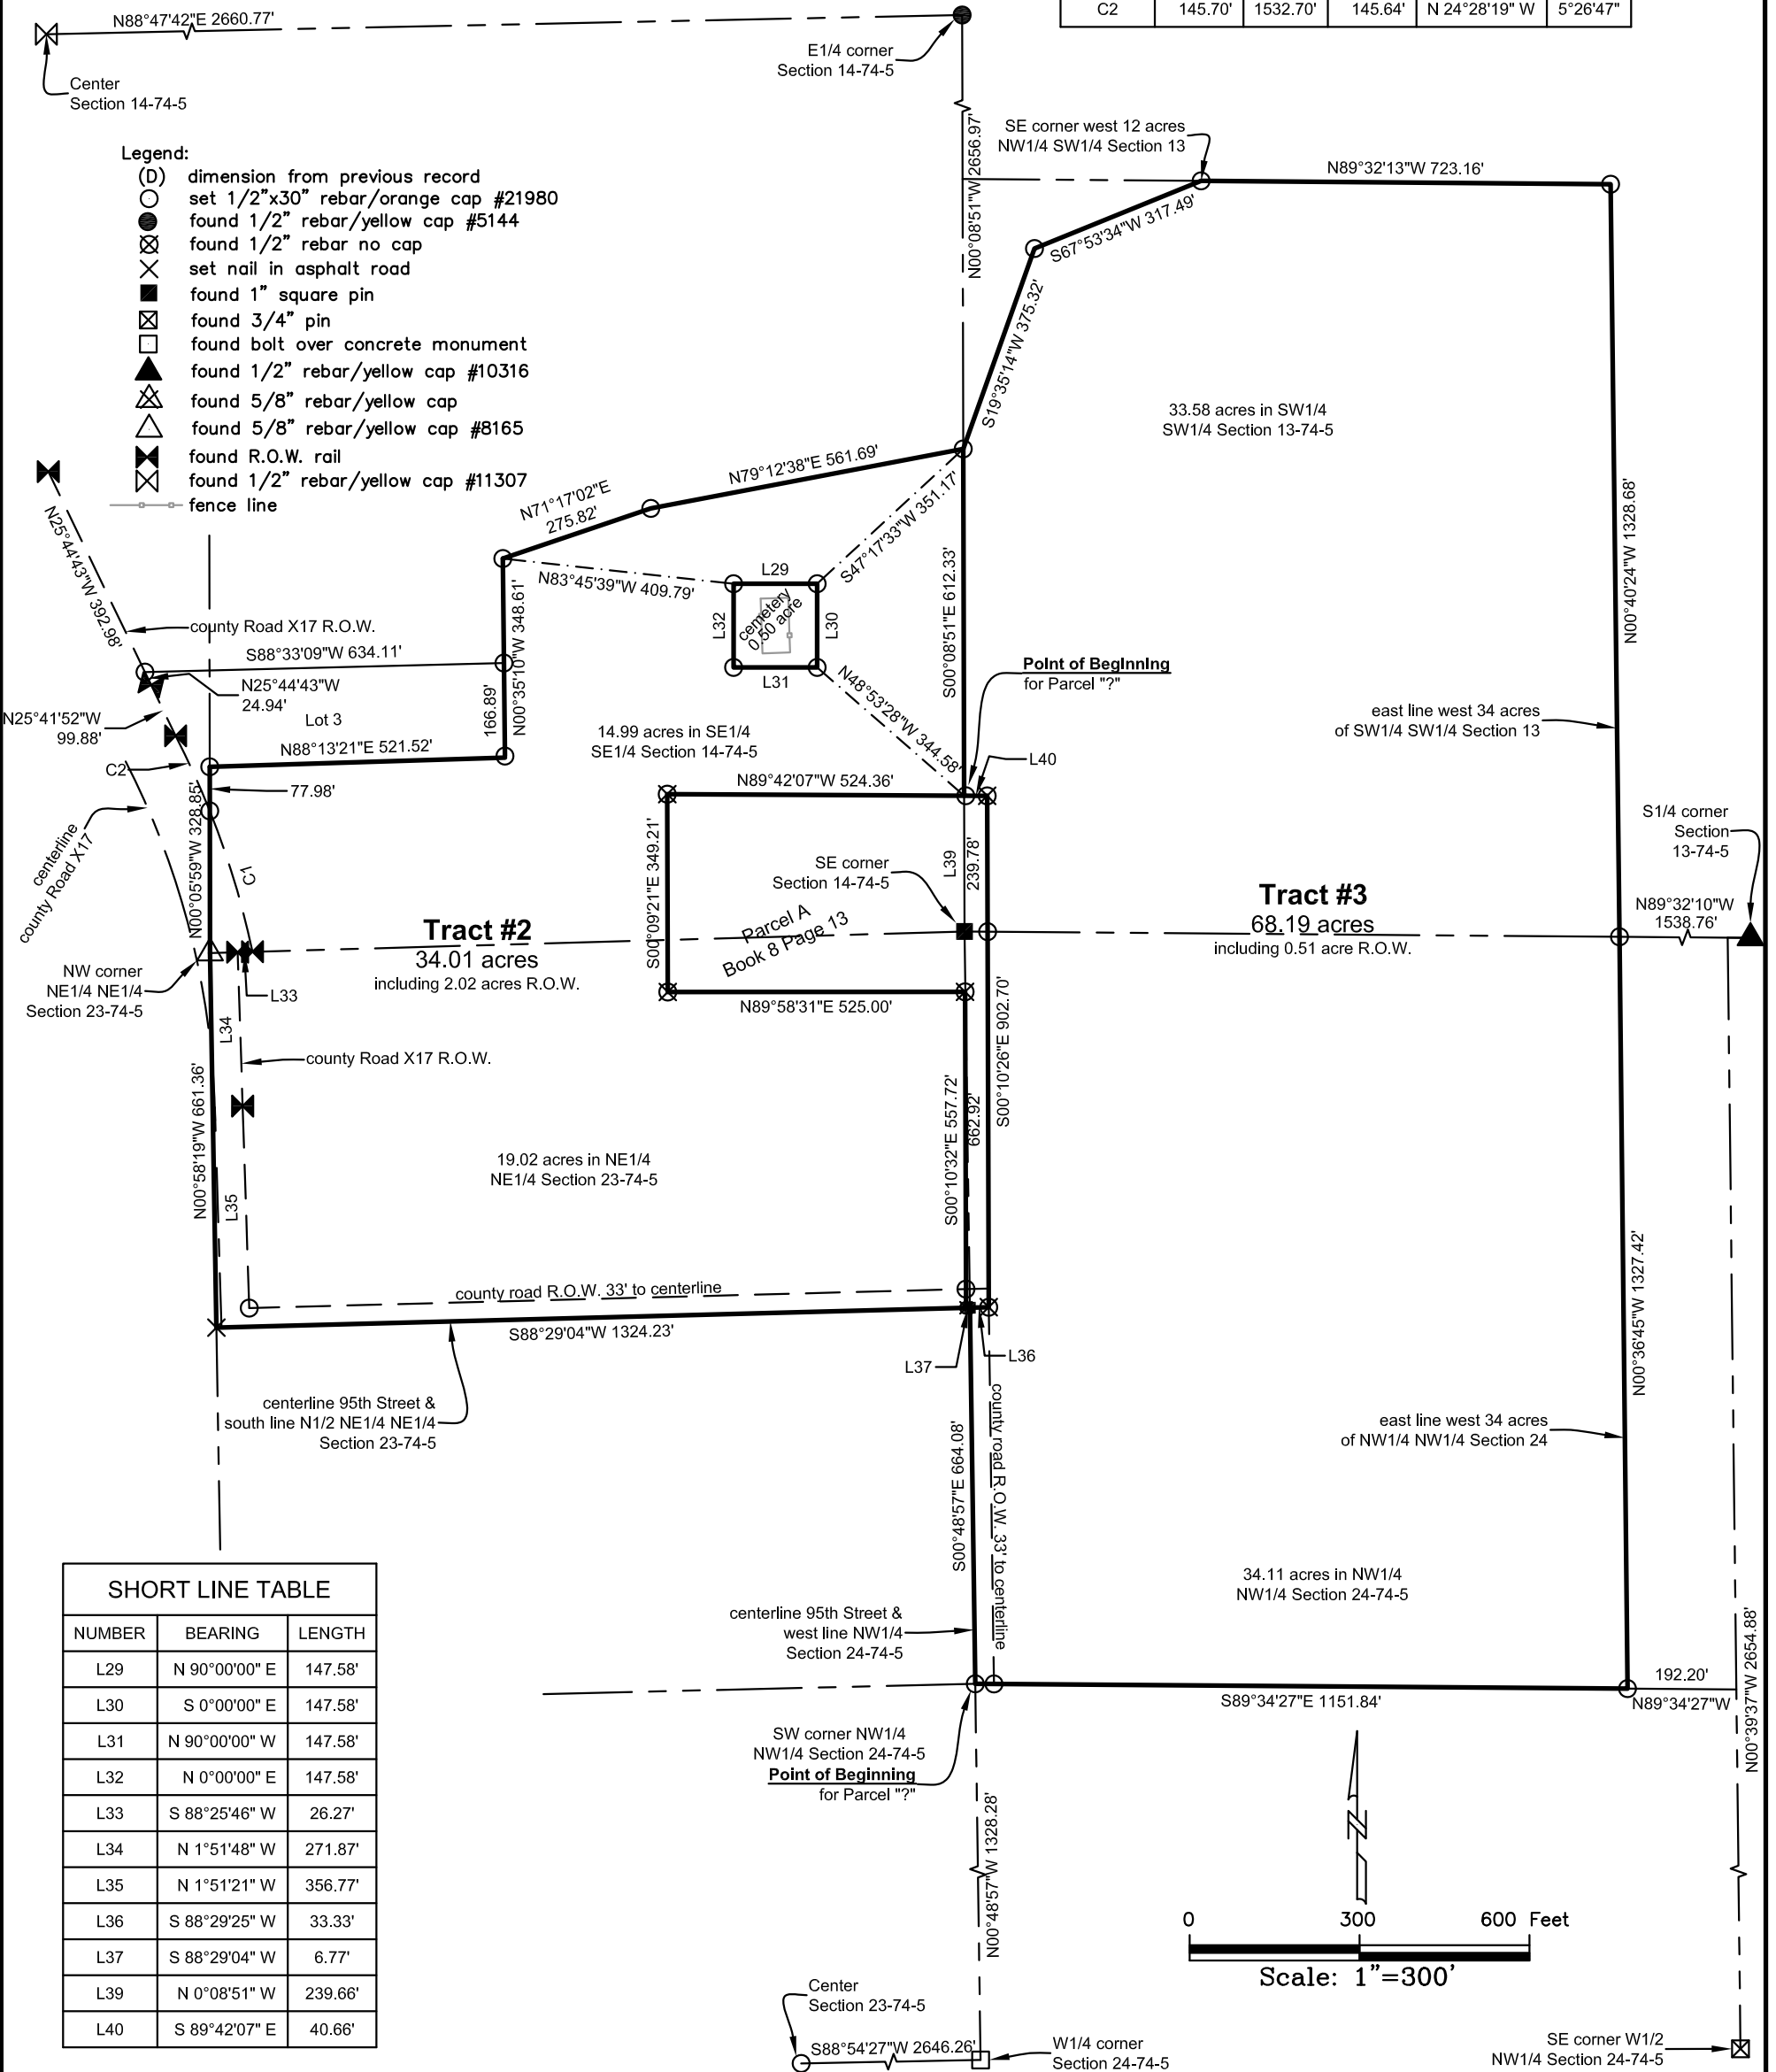 N88°47'42"E 2660.77'
C2 145.70' 1532.70' 145.64' N 24°28'19" W 5°26'47"
E1/4 corner
Section 14-74-5
Center
Section 14-74-5
N00°08'51"W 2656.97'
SE corner west 12 acres
NW1/4 SW1/4 Section 13
N89°32'13"W 723.16'
Legend:
(D) dimension from previous record
set 1/2"x30" rebar/orange cap #21980
found 1/2" rebar/yellow cap #5144
found 1/2" rebar no cap
set nail in asphalt road
found 1" square pin
found 3/4" pin
found bolt over concrete monument
found 1/2" rebar/yellow cap #10316
found 5/8" rebar/yellow cap
found 5/8" rebar/yellow cap #8165
found R.O.W. rail
found 1/2" rebar/yellow cap #11307
fence line
S67°53'34"W 317.49'
S19°35'14"W 375.32'
33.58 acres in SW1/4
SW1/4 Section 13-74-5
N79°12'38"E 561.69'
N71°17'02"E
275.82'
S47°17'33"W 351.17'
N25°44'43"W 392.98'
N83°45'39"W 409.79'
L29
L32
cemetery
0.50 acre
L30
L31
N00°35'10"W 348.61'
S00°08'51"E 612.33'
N00°40'24"W 1328.68'
county Road X17 R.O.W.
S88°33'09"W 634.11'
N25°44'43"W
24.94'
N25°41'52"W
99.88'
Lot 3
166.89'
N88°13'21"E 521.52'
N48°53'28"W 344.58'
Point of Beginning
for Parcel "?"
14.99 acres in SE1/4
SE1/4 Section 14-74-5
east line west 34 acres
of SW1/4 SW1/4 Section 13
C2
77.98'
N89°42'07"W 524.36'
L40
centerline
county Road X17
N00°05'59"W 328.85'
C1
S00°09'21"E 349.21'
SE corner
Section 14-74-5
L39
239.78'
S1/4 corner
Section
13-74-5
Tract #2
34.01 acres
including 2.02 acres R.O.W.
Parcel A
Book 8 Page 13
Tract #3
68.19 acres
including 0.51 acre R.O.W.
N89°32'10"W
1538.76'
NW corner
NE1/4 NE1/4
Section 23-74-5
L33
N89°58'31"E 525.00'
L34
county Road X17 R.O.W.
S00°10'26"E 902.70'
N00°58'19"W 661.36'
L35
19.02 acres in NE1/4
NE1/4 Section 23-74-5
S00°10'32"E 557.72'
662.92'
county road R.O.W. 33' to centerline
S88°29'04"W 1324.23'
L37
L36
centerline 95th Street &
south line N1/2 NE1/4 NE1/4
Section 23-74-5
N00°36'45"W 1327.42'
east line west 34 acres
of NW1/4 NW1/4 Section 24
S00°48'57"E 664.08'
county road R.O.W. 33' to centerline
34.11 acres in NW1/4
NW1/4 Section 24-74-5
centerline 95th Street &
west line NW1/4
Section 24-74-5
S89°34'27"E 1151.84'
192.20'
N89°34'27"W
N00°39'37"W 2654.88'
SW corner NW1/4
NW1/4 Section 24-74-5
Point of Beginning
for Parcel "?"
N00°48'57"W 1328.28'
SHORT LINE TABLE
NUMBER BEARING LENGTH
L29 N 90°00'00" E 147.58'
L30 S 0°00'00" E 147.58'
L31 N 90°00'00" W 147.58'
L32 N 0°00'00" E 147.58'
L33 S 88°25'46" W 26.27'
L34 N 1°51'48" W 271.87'
L35 N 1°51'21" W 356.77'
L36 S 88°29'25" W 33.33'
L37 S 88°29'04" W 6.77'
L39 N 0°08'51" W 239.66'
L40 S 89°42'07" E 40.66'
N
0 300 600 Feet
Scale: 1"=300'
Center
Section 23-74-5
S88°54'27"W 2646.26'
W1/4 corner
Section 24-74-5
SE corner W1/2
NW1/4 Section 24-74-5